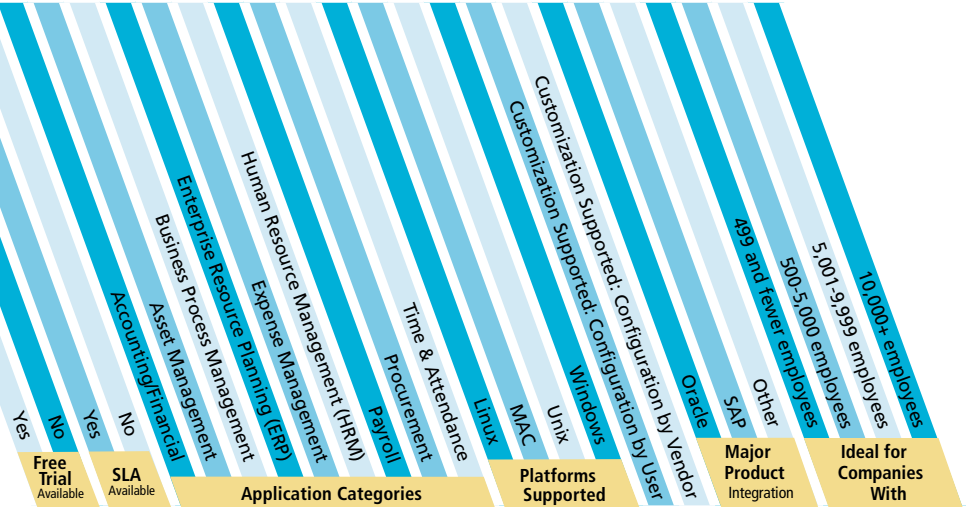 Yes
No
Yes
No
Accounting/Financial
Asset Management
Business Process Management
Enterprise Resource Planning (ERP)
Expense Management
Human Resource Management (HRM)
Payroll
Procurement
Time & Attendance
Linux
MAC
Unix
Windows
Customization Supported: Configuration by User
Customization Supported: Configuration by Vendor
Oracle
SAP
Other
499 and fewer employees
500-5,000 employees
5,001-9,999 employees
10,000+ employees
Free
Trial
Available
SLA
Available
Application Categories
Platforms
Supported
Major
Product
Integration
Ideal for
Companies
With